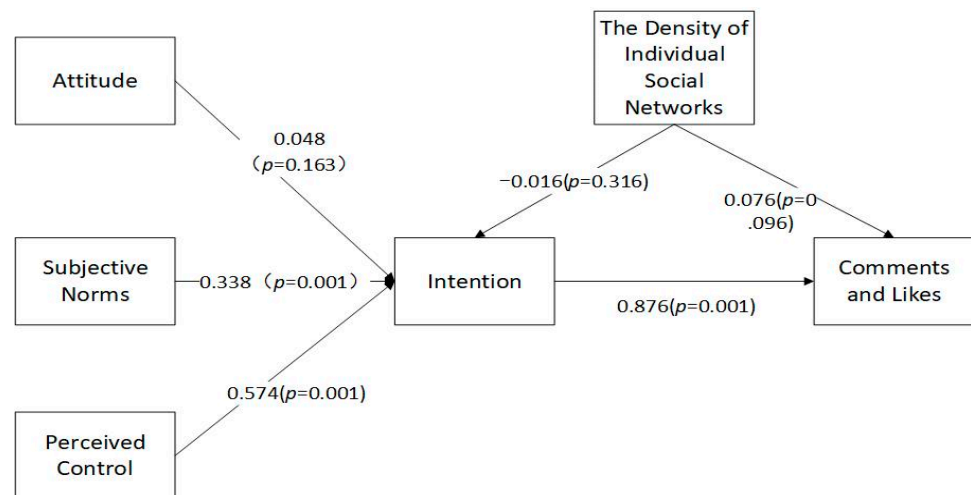 The Density of
Individual
Social
Networks
Attitude
0.048
（p=0.163）
−0.016(p=0.316)
0.076(p=0
.096)
Subjective
Norms
0.338（p=0.001）
Intention
Comments
and Likes
0.876(p=0.001)
0.574(p=0.001)
Perceived
Control